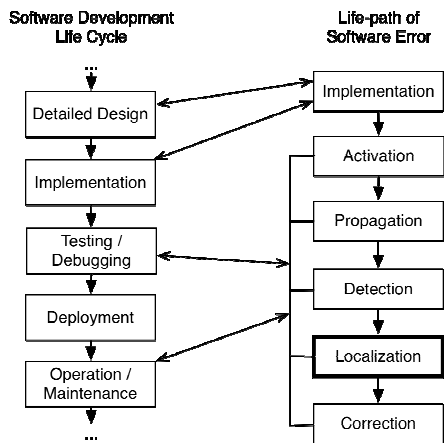 Software Development
Life Cycle
...
Detailed Design
Implementation
Testing /
Debugging
Deployment
Operation /
Maintenance
...
Life-path of
Software Error
Implementation
Activation
Propagation
Detection
Localization
Correction